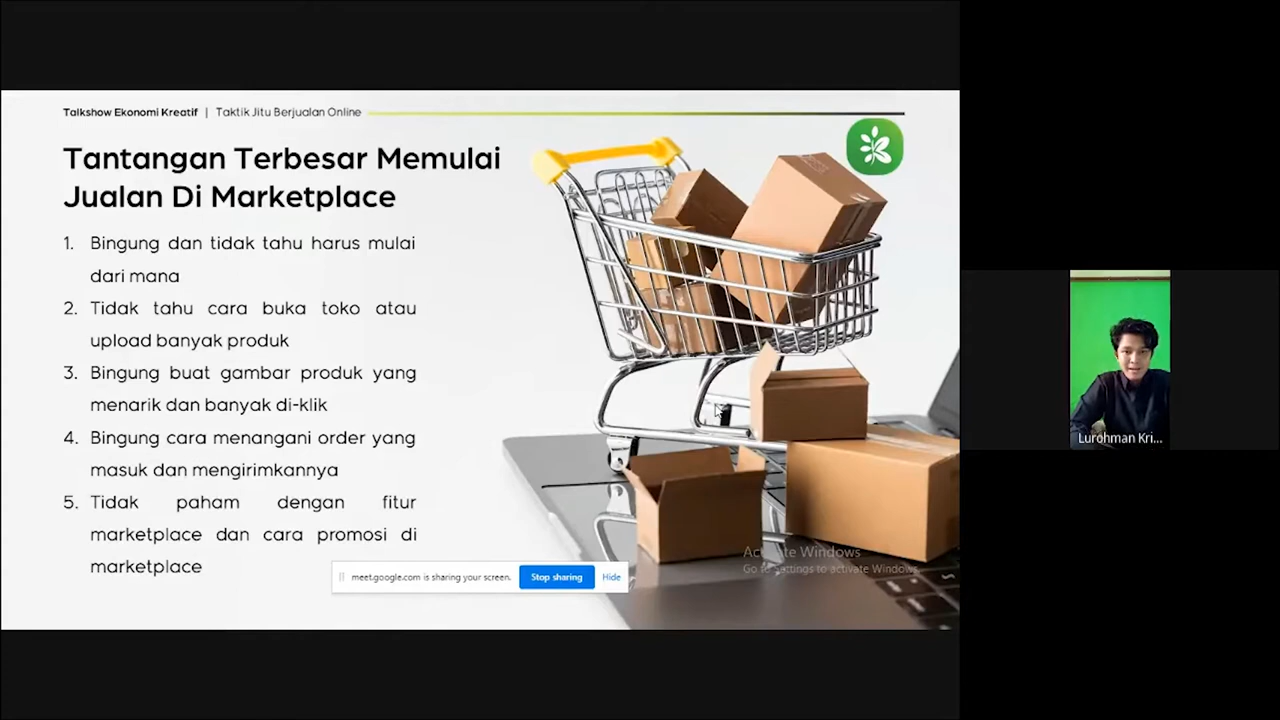 Talkshow Ekonomi Kreatif | Taktik Jitu Berjualan Online
Tantangan Terbesar Memulai
Jualan Di Marketplace
1. Bingung dan tidak tahu harus mulai
dari mana
2. Tidak tahu cara buka toko atau
upload banyak produk
3. Bingung buat gambar produk yang
menarik dan banyak di-klik
4. Bingung cara menangani order yang
masuk dan mengirimkannya
5. Tidak paham dengan fitur
marketplace dan cara promosi di
marketplace
meet.google.com is sharing your screen. Stop sharing Hide
Activate Windows
Go to Settings to activate Windows.
Lurohman Kri...